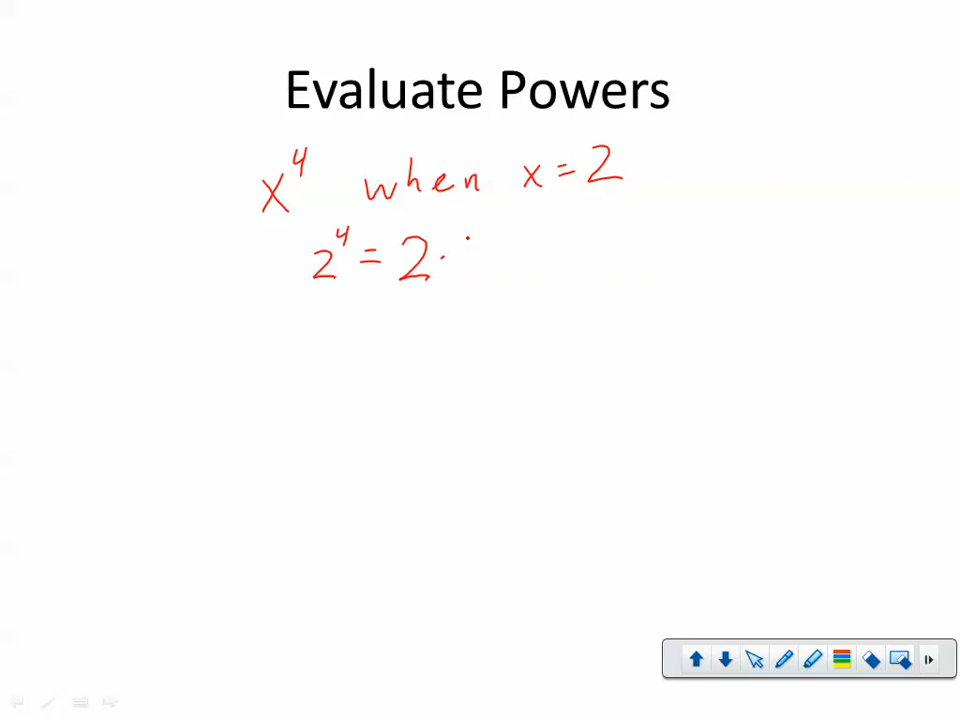 Evaluate Powers
x⁴ when x = 2
2⁴ = 2 ·